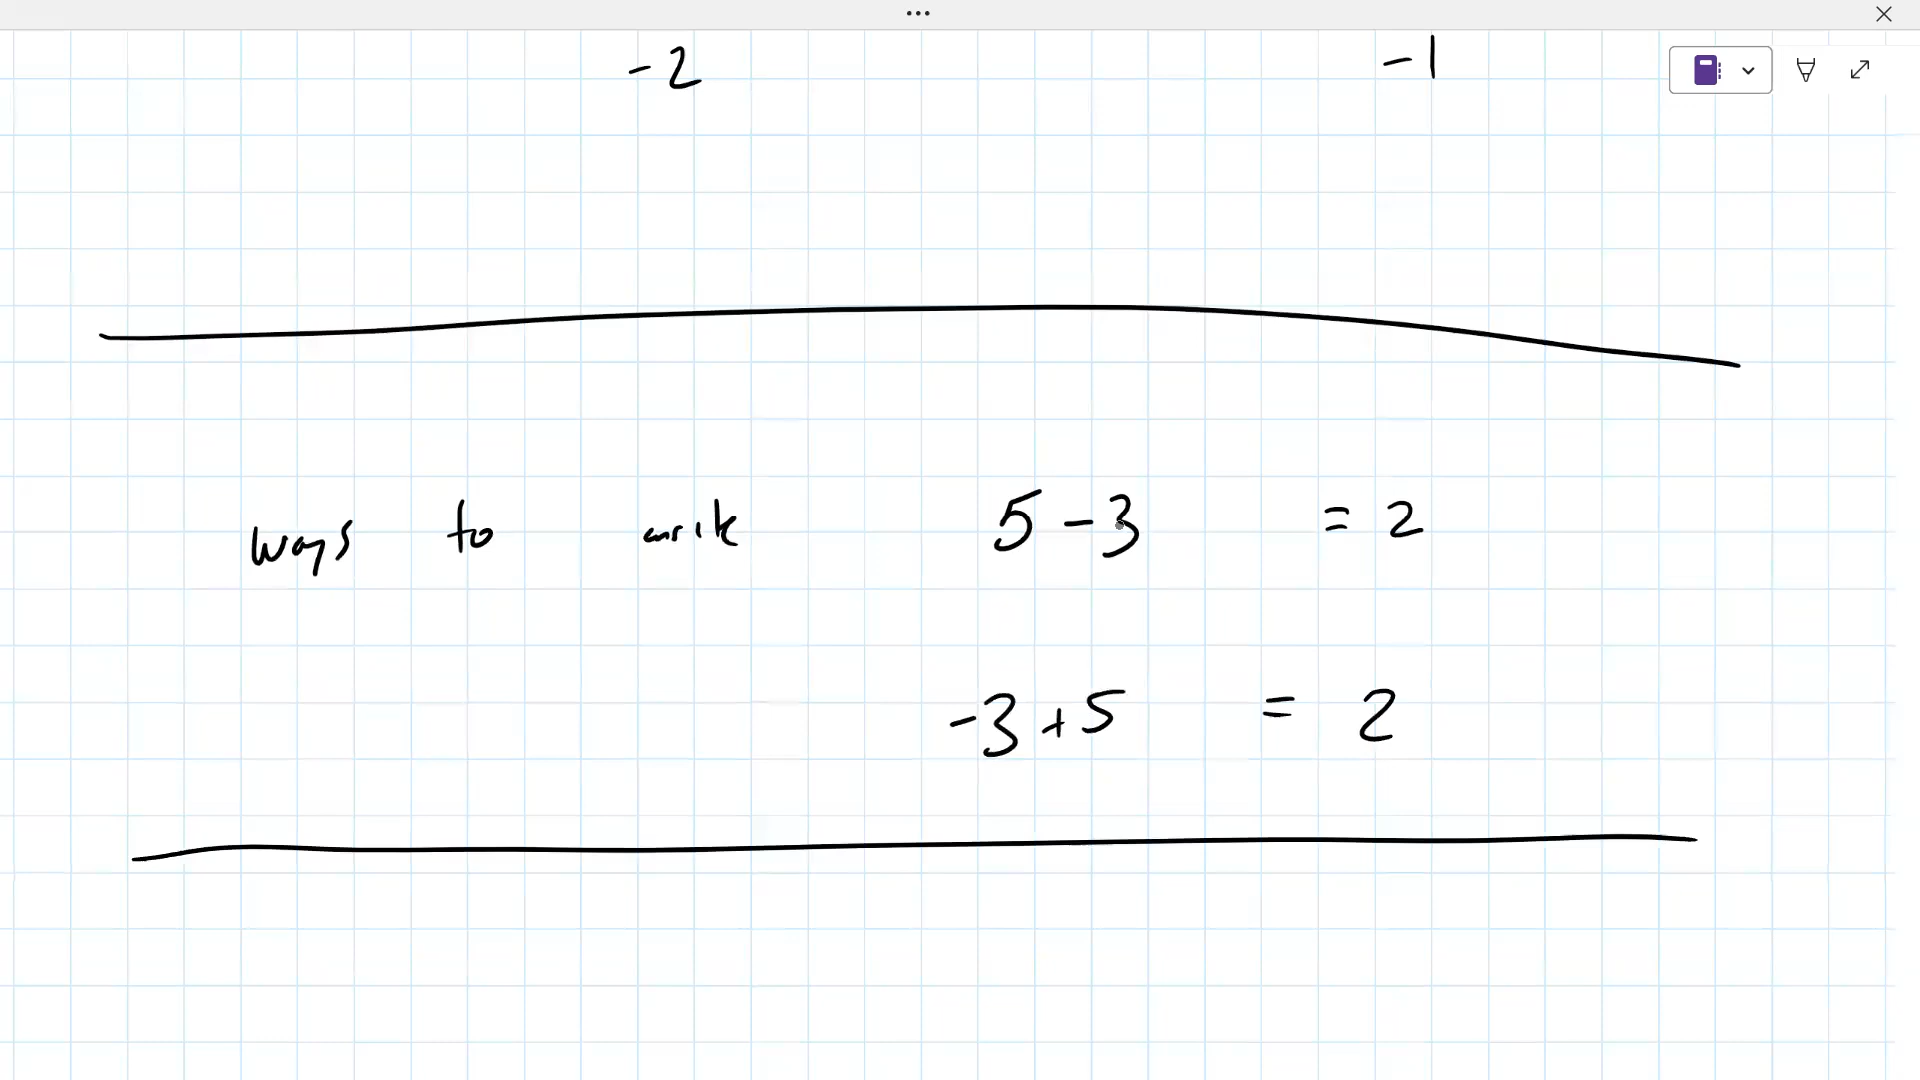 -2 -1
ways to write 5-3 = 2
-3+5 = 2